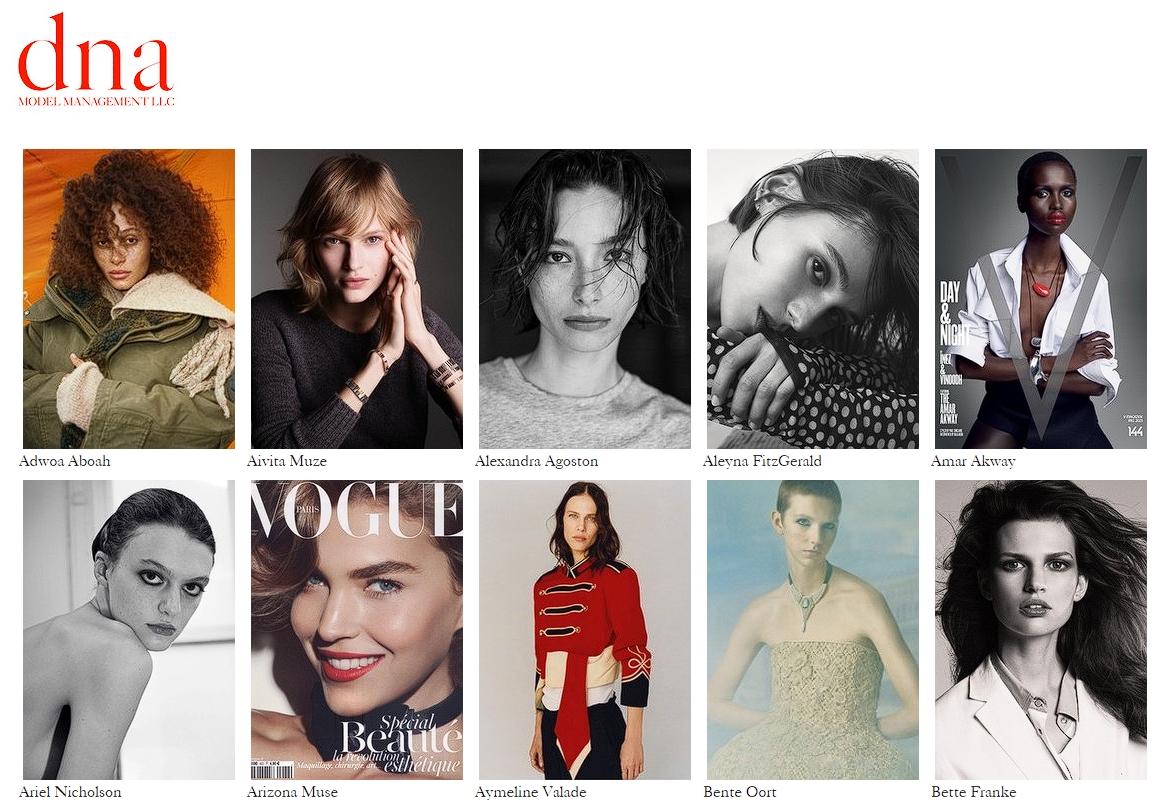 dna
MODEL MANAGEMENT LLC
DAY
&
NIGHT
INEZ
&
VINOODH
THE
AMAR
AKWAY
144
Adwoa Aboah
Aivita Muze
Alexandra Agoston
Aleyna FitzGerald
Amar Akway
VOGUE
PARIS
Spécial
Beauté
la révolution
esthétique
Maquillage, chirurgie, art...
Ariel Nicholson
Arizona Muse
Aymeline Valade
Bente Oort
Bette Franke